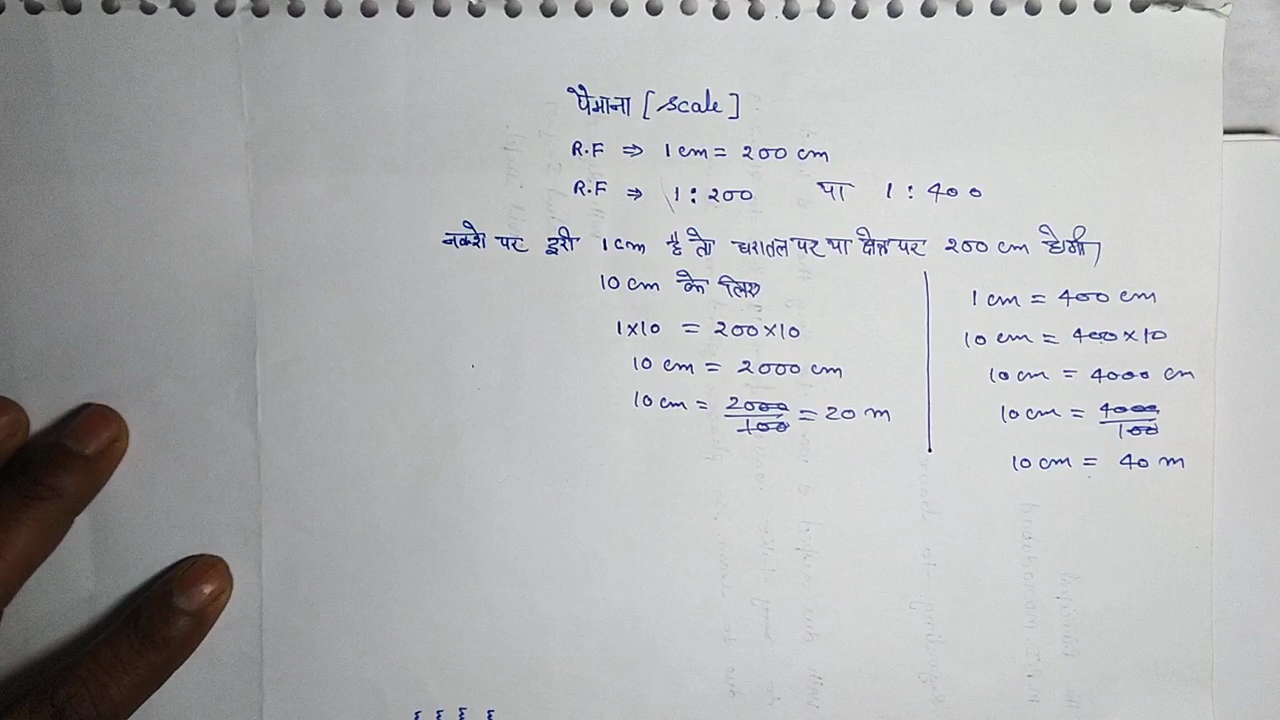 पैमाना [scale]
R.F ⇒ 1 cm = 200 cm
R.F ⇒ 1 : 200 या 1 : 400
नक्शे पर दूरी 1 cm है तो धरातल पर या क्षेत्र पर 200 cm होगी
10 cm के लिए
1×10 = 200×10
10 cm = 2000 cm
10 cm = 2000/100 = 20 m
1 cm = 400 cm
10 cm = 400×10
10 cm = 4000 cm
10 cm = 4000/100
10 cm = 40 m